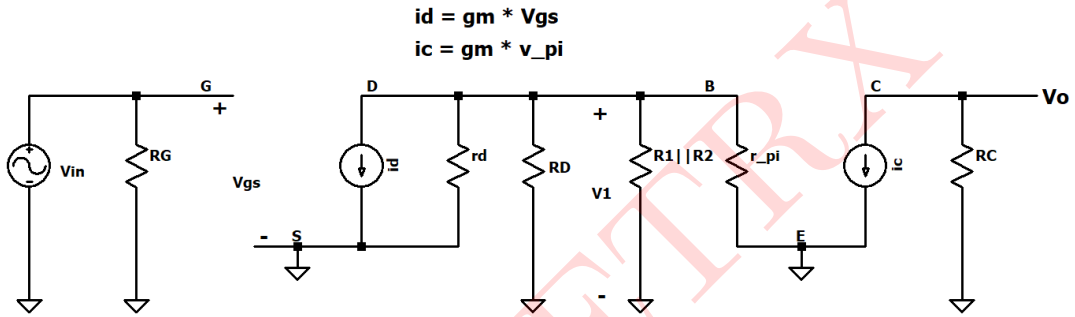 id = gm * Vgs
ic = gm * v_pi
G
D
B
C
Vo
+
+
+
-
Vin
RG
Vgs
id
rd
RD
V1
R1||R2
r_pi
ic
RC
-
S
E
-
ETRX